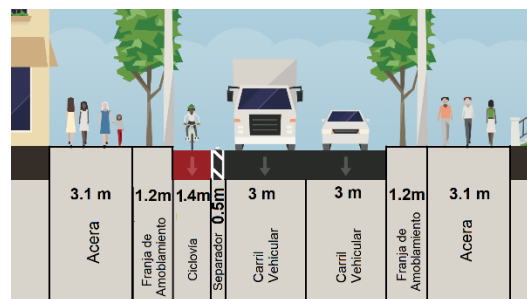 3.1 m
Acera
1.2m
Franja de
Amoblamiento
1.4m
Ciclovía
0.5m
Separador
3 m
Carril
Vehicular
3 m
Carril
Vehicular
1.2m
Franja de
Amoblamiento
3.1 m
Acera